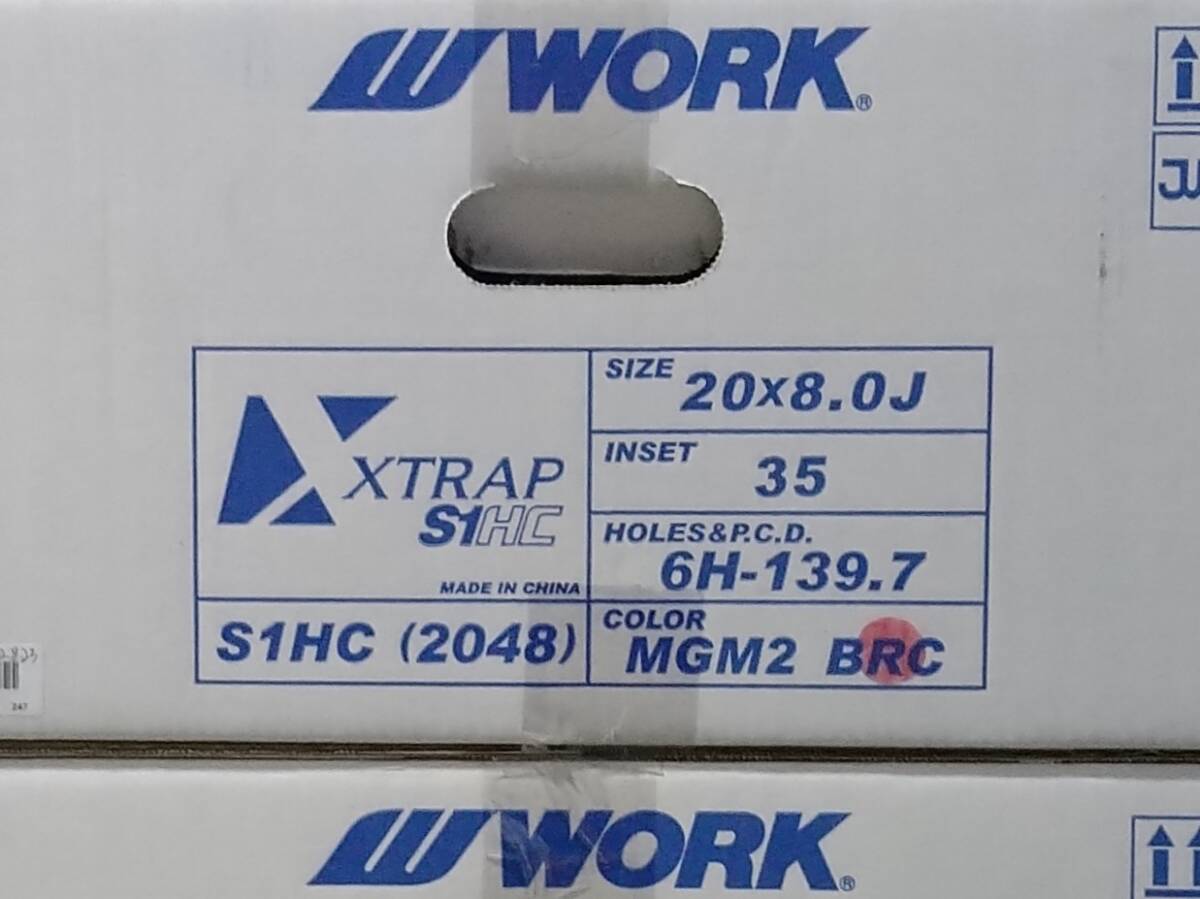 WORK®
XTRAP
S1HC
MADE IN CHINA
S1HC (2048)
SIZE 20x8.0J
INSET 35
HOLES&P.C.D.
6H-139.7
COLOR
MGM2 BRC
247
WORK®